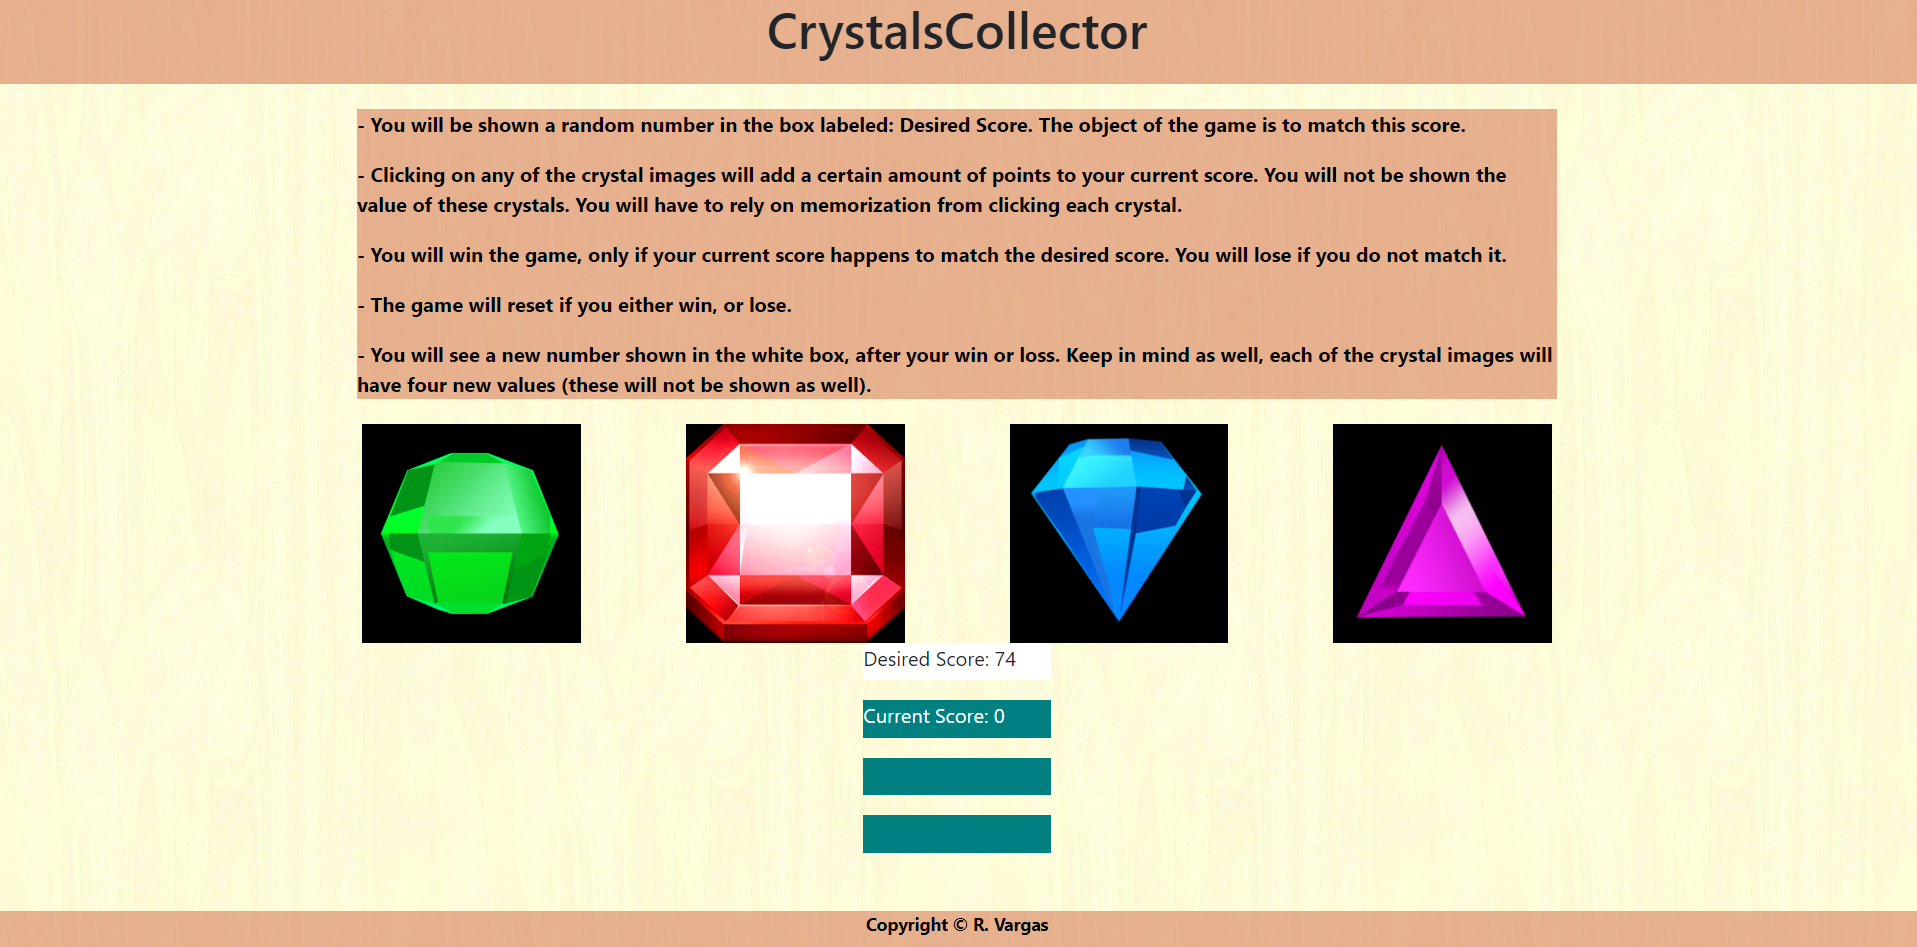 CrystalsCollector
- You will be shown a random number in the box labeled: Desired Score. The object of the game is to match this score.
- Clicking on any of the crystal images will add a certain amount of points to your current score. You will not be shown the
value of these crystals. You will have to rely on memorization from clicking each crystal.
- You will win the game, only if your current score happens to match the desired score. You will lose if you do not match it.
- The game will reset if you either win, or lose.
- You will see a new number shown in the white box, after your win or loss. Keep in mind as well, each of the crystal images will
have four new values (these will not be shown as well).
Desired Score: 74
Current Score: 0
Copyright © R. Vargas